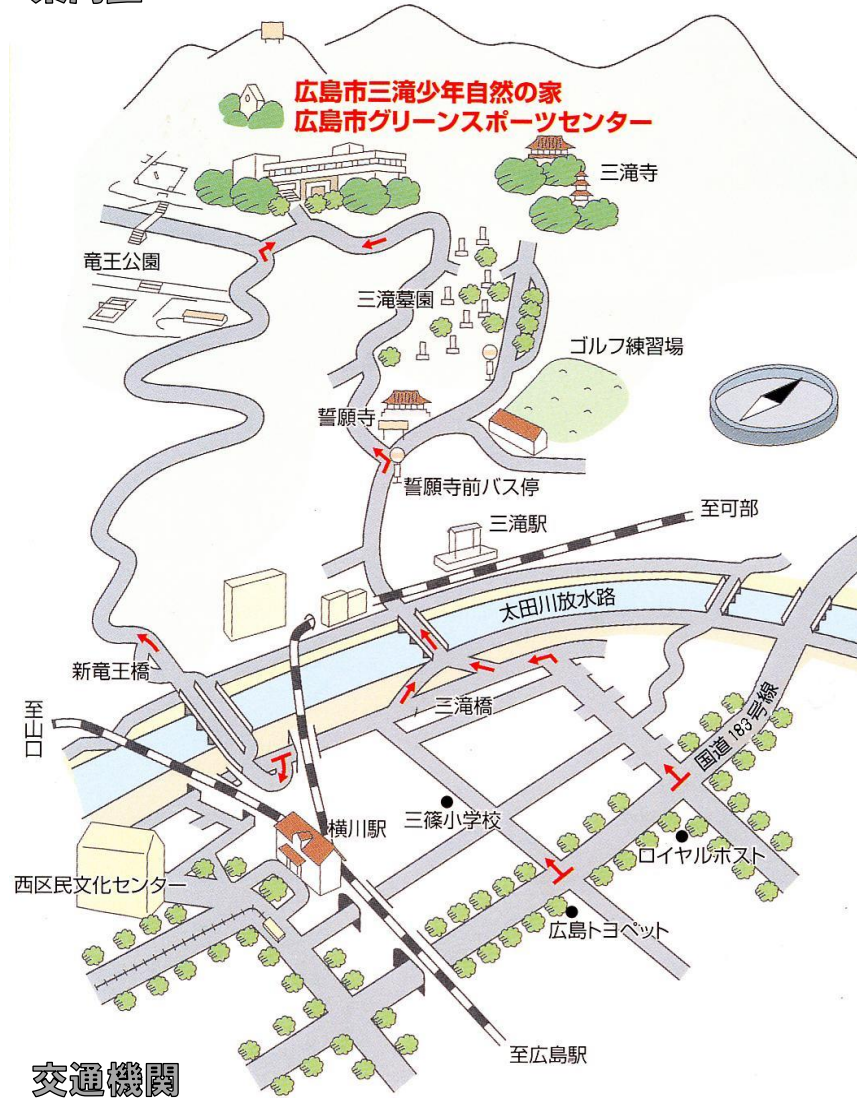 広島市三滝少年自然の家
広島市グリーンスポーツセンター
三滝寺
竜王公園
三滝墓園
ゴルフ練習場
誓願寺
誓願寺前バス停
三滝駅
至可部
太田川放水路
新竜王橋
三滝橋
至山口
国道183号線
横川駅
三篠小学校
ロイヤルホスト
西区民文化センター
広島トヨペット
至広島駅
交通機関